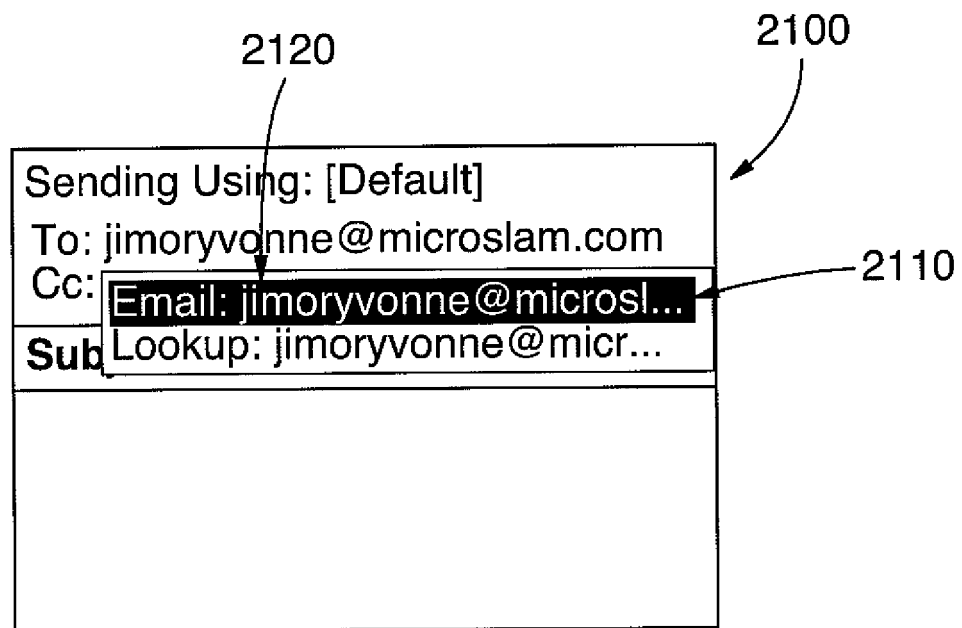 2120
2100
Sending Using: [Default]
To: jimoryvonne@microslam.com
Cc:
2110
Email: jimoryvonne@microsl...
Lookup: jimoryvonne@micr...
Sub